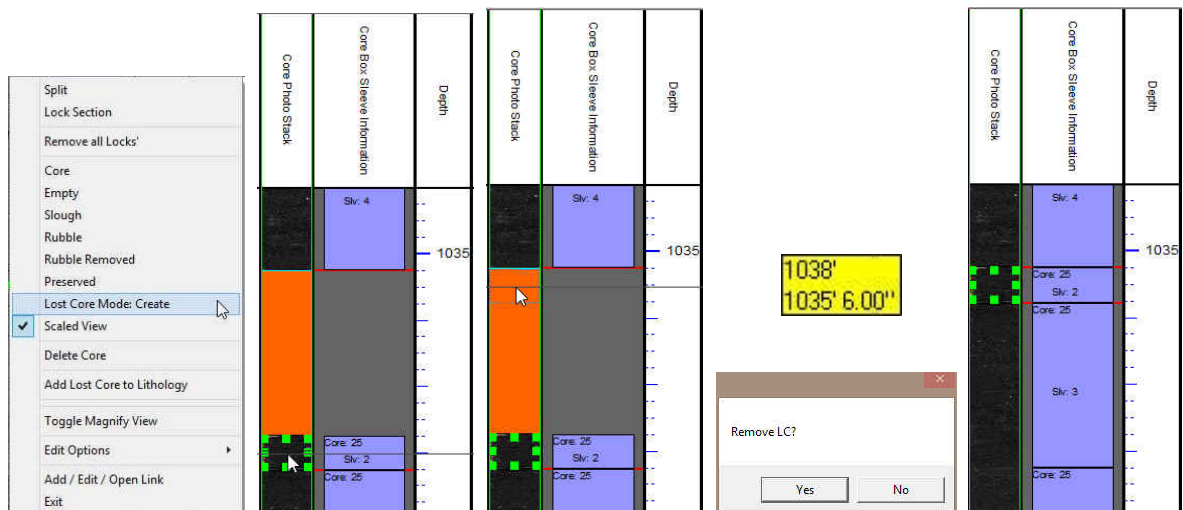 Split
Lock Section
Remove all Locks'
Core
Empty
Slough
Rubble
Rubble Removed
Preserved
Lost Core Mode: Create
Scaled View
Delete Core
Add Lost Core to Lithology
Toggle Magnify View
Edit Options
Add / Edit / Open Link
Exit
Core Photo Stack
Core Box Sleeve Information
Depth
Slv: 4
1035
Core: 25
Slv: 2
Core: 25
Core Photo Stack
Core Box Sleeve Information
Depth
Slv: 4
1035
Core: 25
Slv: 2
Core: 25
1038'
1035' 6.00''
Remove LC?
Yes
No
Core Photo Stack
Core Box Sleeve Information
Depth
Slv: 4
1035
Core: 25
Slv: 2
Core: 25
Slv: 3
Core: 25